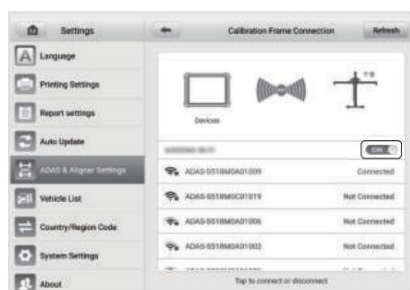 Settings
Calibration Frame Connection
Refresh
Language
Printing Settings
Report settings
Auto Update
ADAS & Aligner Settings
Vehicle List
Country/Region Code
System Settings
About
Devices
ON
ADAS-S518M0A01009
Connected
ADAS-S518M0C01019
Not Connected
ADAS-S518M0A01006
Not Connected
ADAS-S518M0A01002
Not Connected
Tap to connect or disconnect